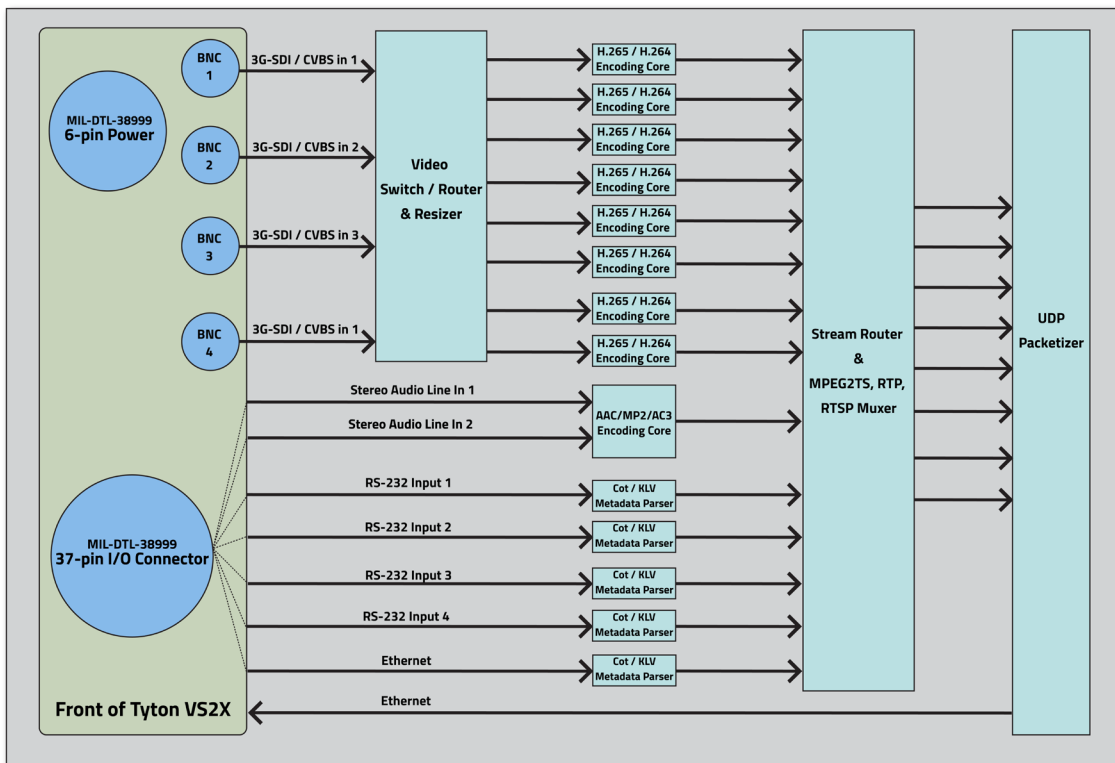 BNC
1
MIL-DTL-38999
6-pin Power
BNC
2
BNC
3
BNC
4
MIL-DTL-38999
37-pin I/O Connector
Front of Tyton VS2X
3G-SDI / CVBS in 1
3G-SDI / CVBS in 2
3G-SDI / CVBS in 3
3G-SDI / CVBS in 1
Stereo Audio Line In 1
Stereo Audio Line In 2
RS-232 Input 1
RS-232 Input 2
RS-232 Input 3
RS-232 Input 4
Ethernet
Ethernet
Video
Switch / Router
& Resizer
H.265 / H.264
Encoding Core
H.265 / H.264
Encoding Core
H.265 / H.264
Encoding Core
H.265 / H.264
Encoding Core
H.265 / H.264
Encoding Core
H.265 / H.264
Encoding Core
H.265 / H.264
Encoding Core
H.265 / H.264
Encoding Core
AAC/MP2/AC3
Encoding Core
Cot / KLV
Metadata Parser
Cot / KLV
Metadata Parser
Cot / KLV
Metadata Parser
Cot / KLV
Metadata Parser
Cot / KLV
Metadata Parser
Stream Router
&
MPEG2TS, RTP,
RTSP Muxer
UDP
Packetizer